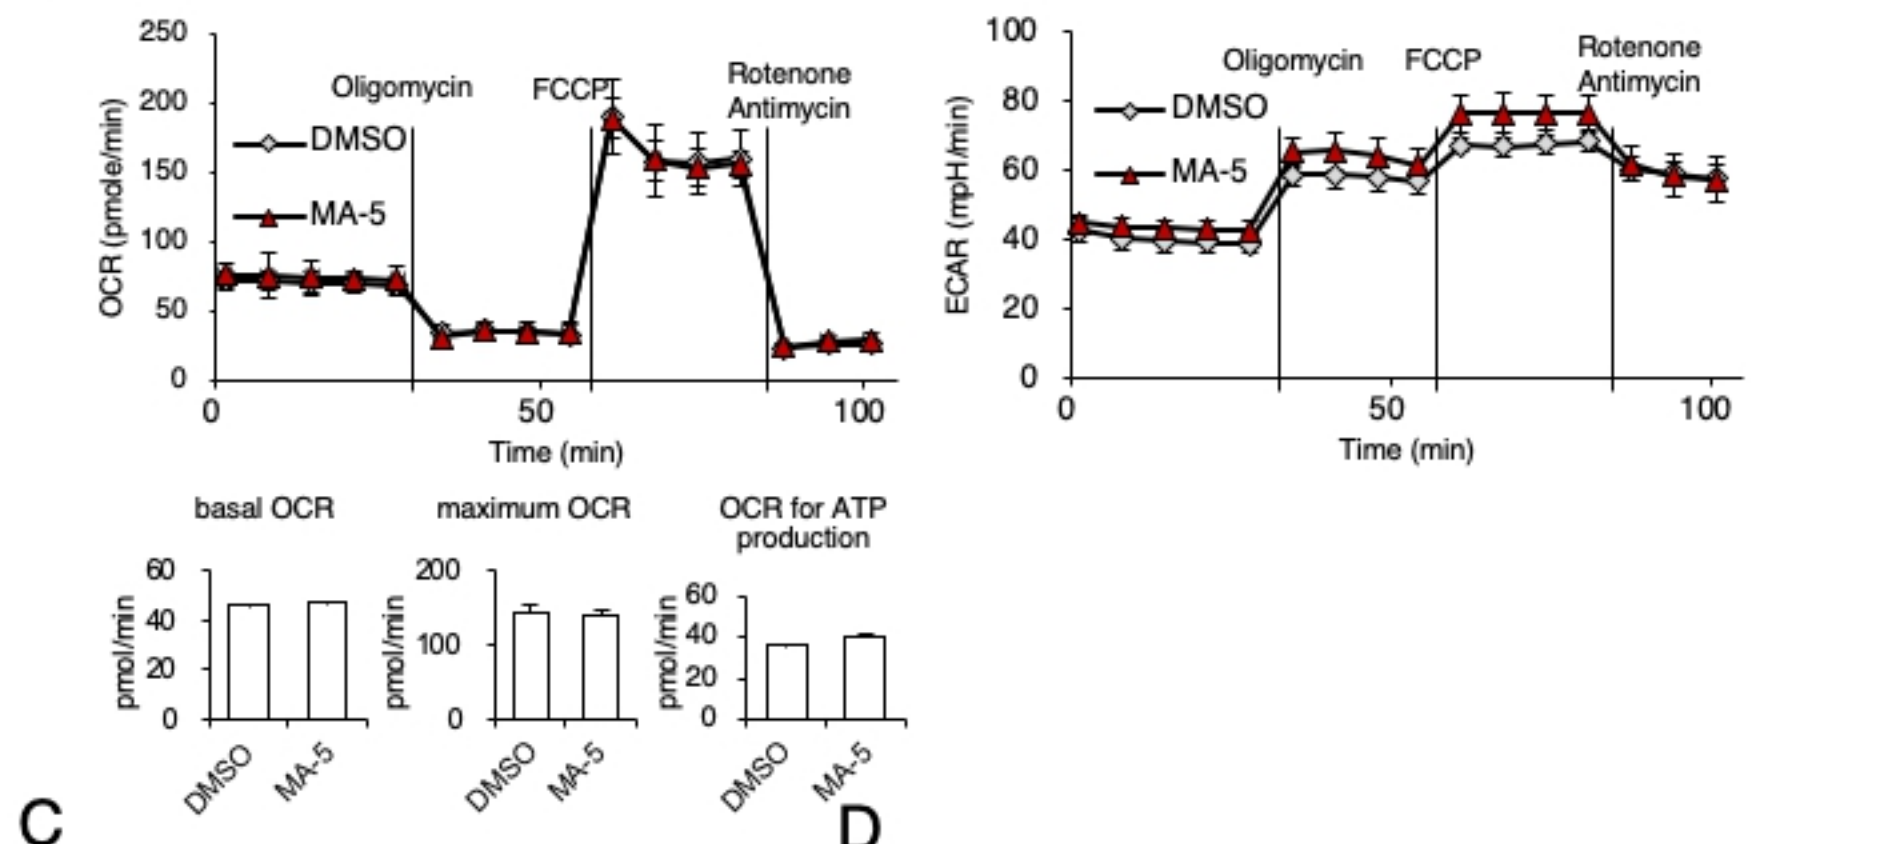 250
200
150
100
50
0
OCR (pmole/min)
Oligomycin
FCCP
Rotenone
Antimycin
DMSO
MA-5
0
50
100
Time (min)
100
80
60
40
20
0
ECAR (mpH/min)
Oligomycin
FCCP
Rotenone
Antimycin
DMSO
MA-5
0
50
100
Time (min)
basal OCR
60
40
20
0
pmol/min
DMSO
MA-5
maximum OCR
200
100
0
pmol/min
DMSO
MA-5
OCR for ATP
production
60
40
20
0
pmol/min
DMSO
MA-5
C
D